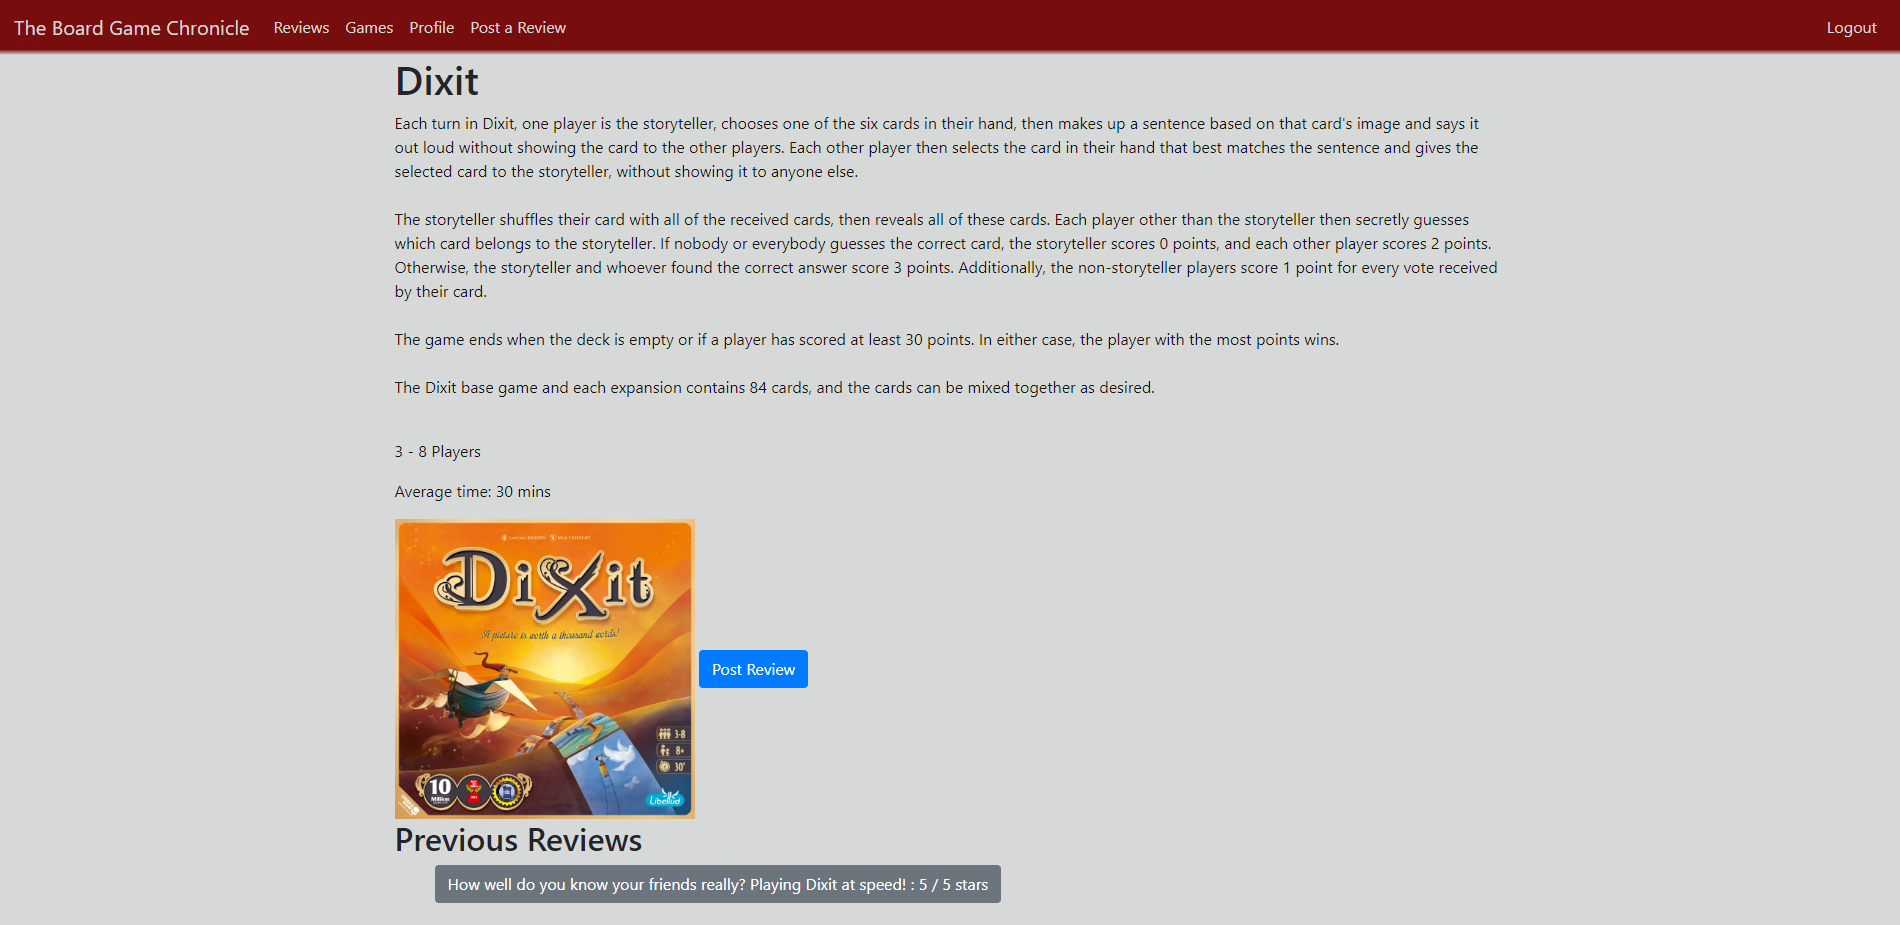 The Board Game Chronicle Reviews Games Profile Post a Review Logout
Dixit
Each turn in Dixit, one player is the storyteller, chooses one of the six cards in their hand, then makes up a sentence based on that card's image and says it
out loud without showing the card to the other players. Each other player then selects the card in their hand that best matches the sentence and gives the
selected card to the storyteller, without showing it to anyone else.
The storyteller shuffles their card with all of the received cards, then reveals all of these cards. Each player other than the storyteller then secretly guesses
which card belongs to the storyteller. If nobody or everybody guesses the correct card, the storyteller scores 0 points, and each other player scores 2 points.
Otherwise, the storyteller and whoever found the correct answer score 3 points. Additionally, the non-storyteller players score 1 point for every vote received
by their card.
The game ends when the deck is empty or if a player has scored at least 30 points. In either case, the player with the most points wins.
The Dixit base game and each expansion contains 84 cards, and the cards can be mixed together as desired.
3 - 8 Players
Average time: 30 mins
DiXit
A picture is worth a thousand words!
3-8
8+
30'
10
Million
Libellud
Post Review
Previous Reviews
How well do you know your friends really? Playing Dixit at speed! : 5 / 5 stars